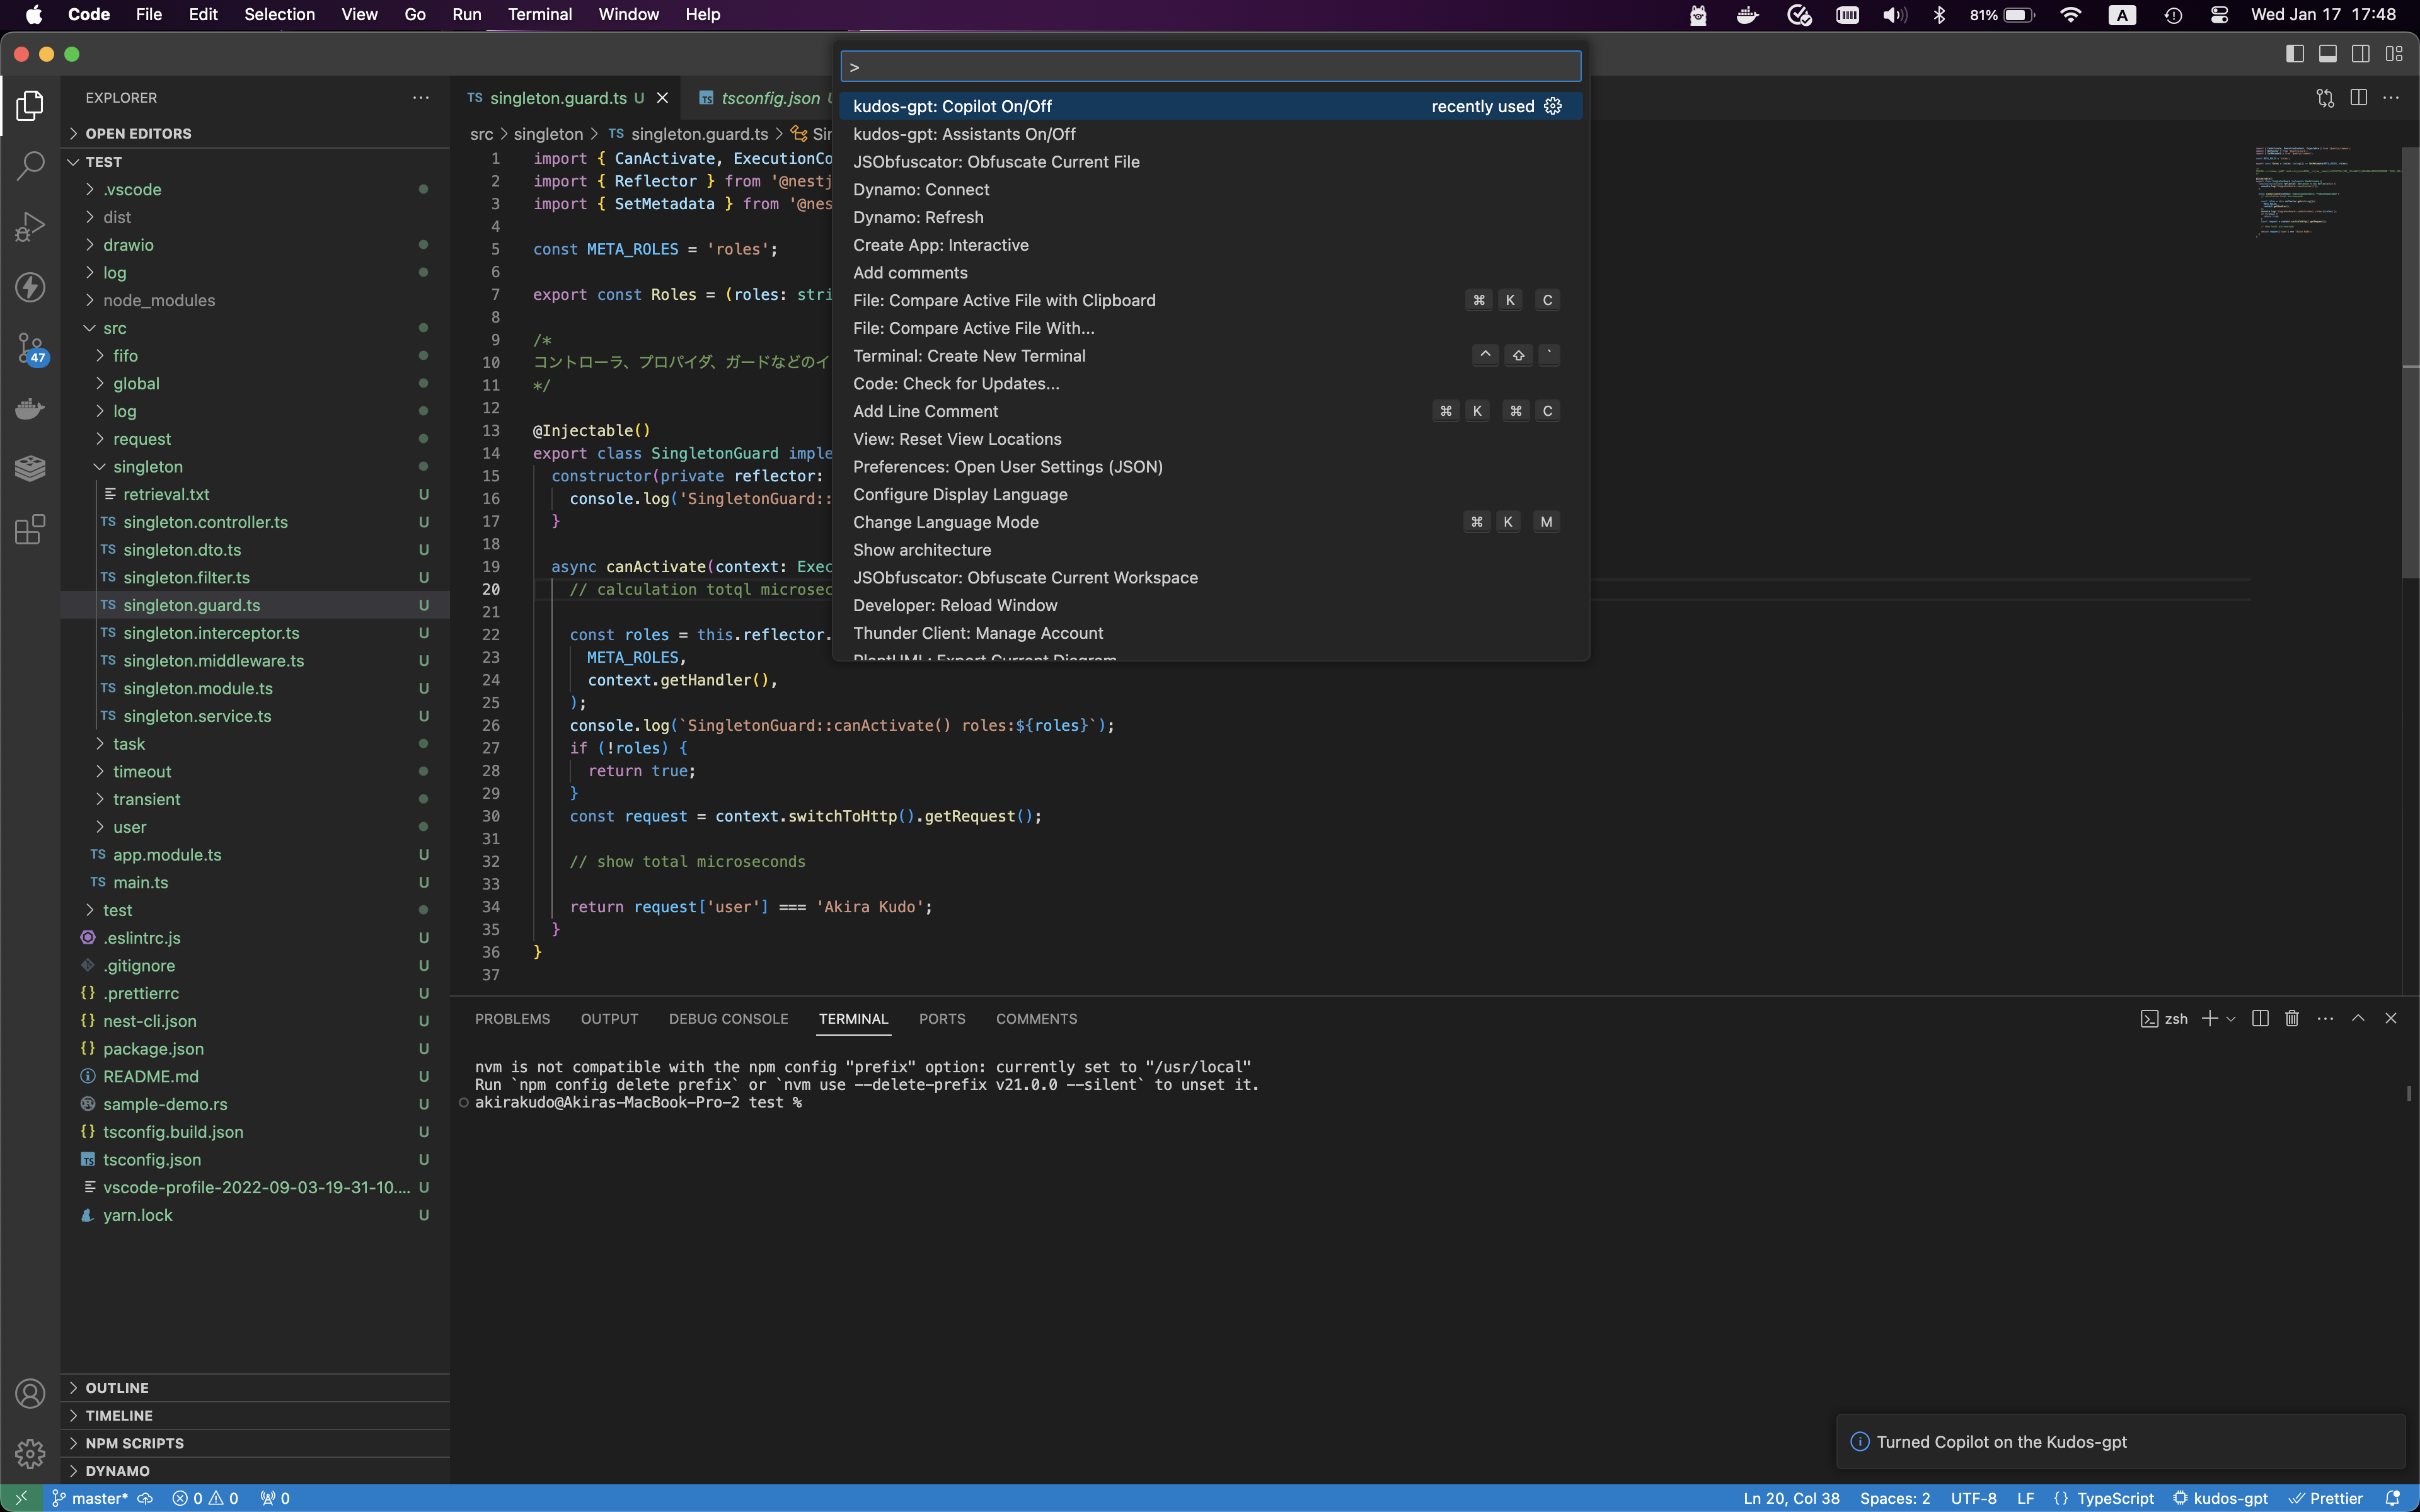 Code File Edit Selection View Go Run Terminal Window Help
81% A Wed Jan 17 17:48
EXPLORER
OPEN EDITORS
TEST
.vscode
dist
drawio
log
node_modules
src
fifo
global
log
request
singleton
retrieval.txt U
TS singleton.controller.ts U
TS singleton.dto.ts U
TS singleton.filter.ts U
TS singleton.guard.ts U
TS singleton.interceptor.ts U
TS singleton.middleware.ts U
TS singleton.module.ts U
TS singleton.service.ts U
task
timeout
transient
user
TS app.module.ts U
TS main.ts U
test
.eslintrc.js U
.gitignore U
{} .prettierrc U
{} nest-cli.json U
{} package.json U
README.md U
sample-demo.rs U
{} tsconfig.build.json U
TS tsconfig.json U
vscode-profile-2022-09-03-19-31-10.... U
yarn.lock U
OUTLINE
TIMELINE
NPM SCRIPTS
DYNAMO
47
TS singleton.guard.ts U
TS tsconfig.json
src > singleton > TS singleton.guard.ts >
1 import { CanActivate, ExecutionCo
2 import { Reflector } from '@nestj
3 import { SetMetadata } from '@nes
4
5 const META_ROLES = 'roles';
6
7 export const Roles = (roles: stri
8
9 /*
10 コントローラ、プロパイダ、ガードなどのイ
11 */
12
13 @Injectable()
14 export class SingletonGuard imple
15 constructor(private reflector:
16 console.log('SingletonGuard::
17 }
18
19 async canActivate(context: Exec
20 // calculation totql microsec
21
22 const roles = this.reflector.
23 META_ROLES,
24 context.getHandler(),
25 );
26 console.log(`SingletonGuard::canActivate() roles:${roles}`);
27 if (!roles) {
28 return true;
29 }
30 const request = context.switchToHttp().getRequest();
31
32 // show total microseconds
33
34 return request['user'] === 'Akira Kudo';
35 }
36 }
37
>
kudos-gpt: Copilot On/Off recently used
kudos-gpt: Assistants On/Off
JSObfuscator: Obfuscate Current File
Dynamo: Connect
Dynamo: Refresh
Create App: Interactive
Add comments
File: Compare Active File with Clipboard ⌘ K C
File: Compare Active File With...
Terminal: Create New Terminal ^ ⇧ `
Code: Check for Updates...
Add Line Comment ⌘ K ⌘ C
View: Reset View Locations
Preferences: Open User Settings (JSON)
Configure Display Language
Change Language Mode ⌘ K M
Show architecture
JSObfuscator: Obfuscate Current Workspace
Developer: Reload Window
Thunder Client: Manage Account
PlantUML: Export Current Diagram
PROBLEMS OUTPUT DEBUG CONSOLE TERMINAL PORTS COMMENTS
zsh
nvm is not compatible with the npm config "prefix" option: currently set to "/usr/local"
Run `npm config delete prefix` or `nvm use --delete-prefix v21.0.0 --silent` to unset it.
akirakudo@Akiras-MacBook-Pro-2 test %
Turned Copilot on the Kudos-gpt
master* 0 0 0
Ln 20, Col 38 Spaces: 2 UTF-8 LF {} TypeScript kudos-gpt Prettier